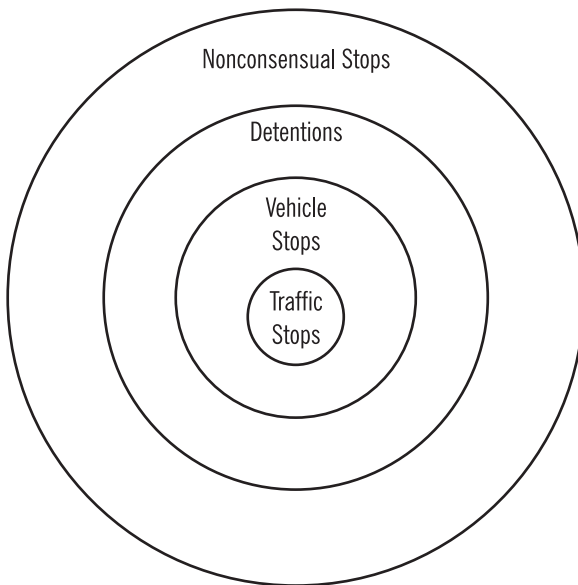 Nonconsensual Stops
Detentions
Vehicle
Stops
Traffic
Stops